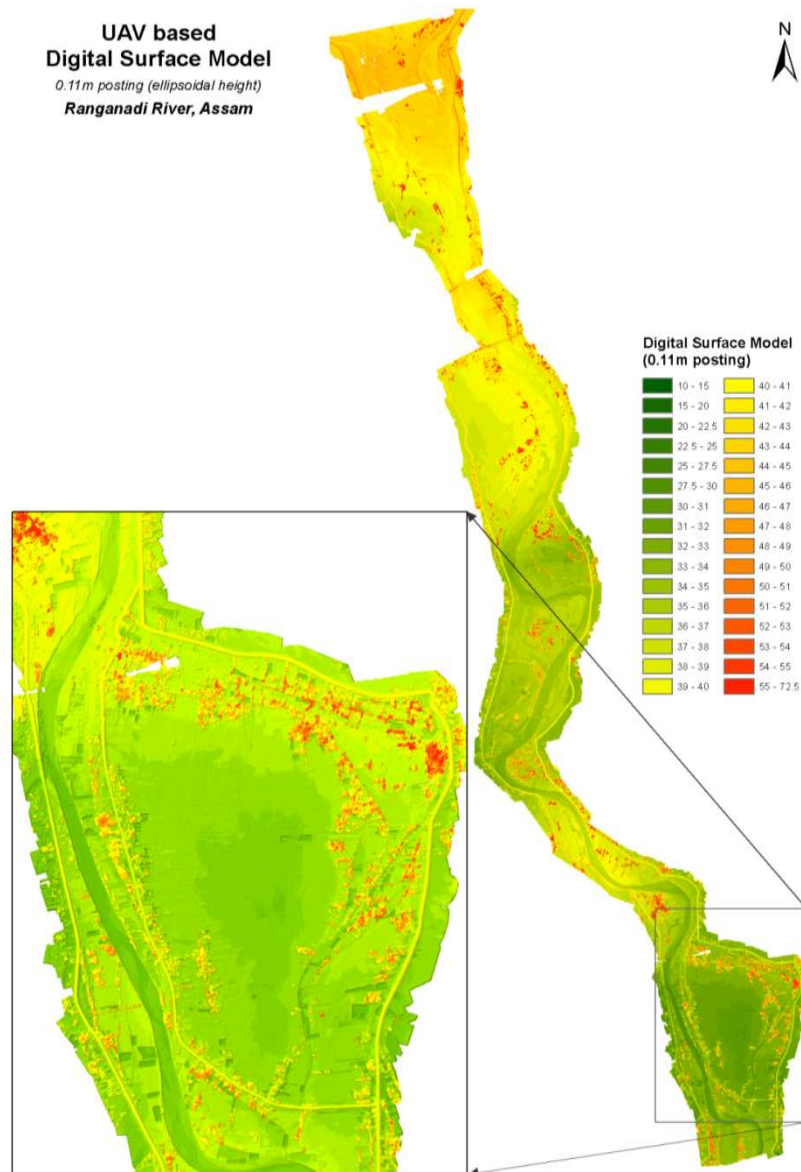 UAV based
Digital Surface Model
0.11m posting (ellipsoidal height)
Ranganadi River, Assam
N
Digital Surface Model
(0.11m posting)
10 - 15
15 - 20
20 - 22.5
22.5 - 25
25 - 27.5
27.5 - 30
30 - 31
31 - 32
32 - 33
33 - 34
34 - 35
35 - 36
36 - 37
37 - 38
38 - 39
39 - 40
40 - 41
41 - 42
42 - 43
43 - 44
44 - 45
45 - 46
46 - 47
47 - 48
48 - 49
49 - 50
50 - 51
51 - 52
52 - 53
53 - 54
54 - 55
55 - 72.5